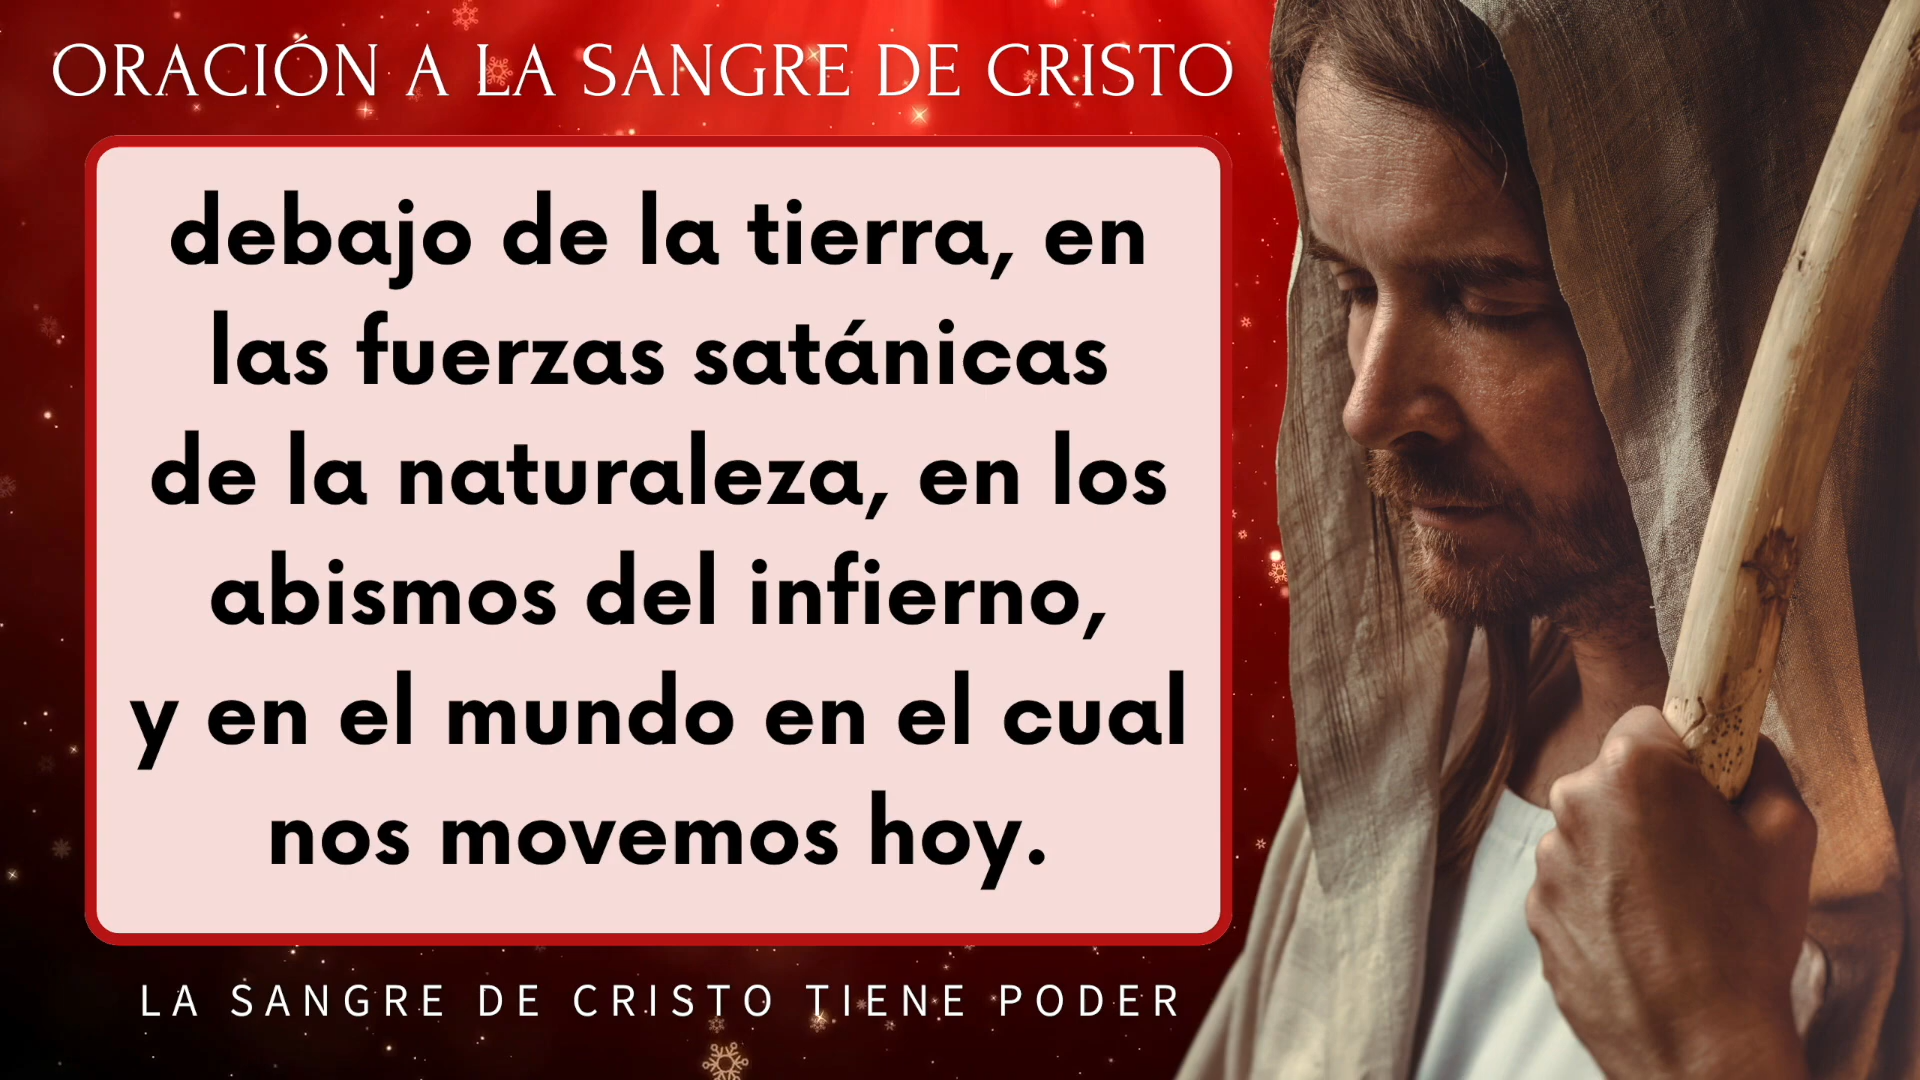 ORACIÓN A LA SANGRE DE CRISTO
debajo de la tierra, en
las fuerzas satánicas
de la naturaleza, en los
abismos del infierno,
y en el mundo en el cual
nos movemos hoy.
LA SANGRE DE CRISTO TIENE PODER